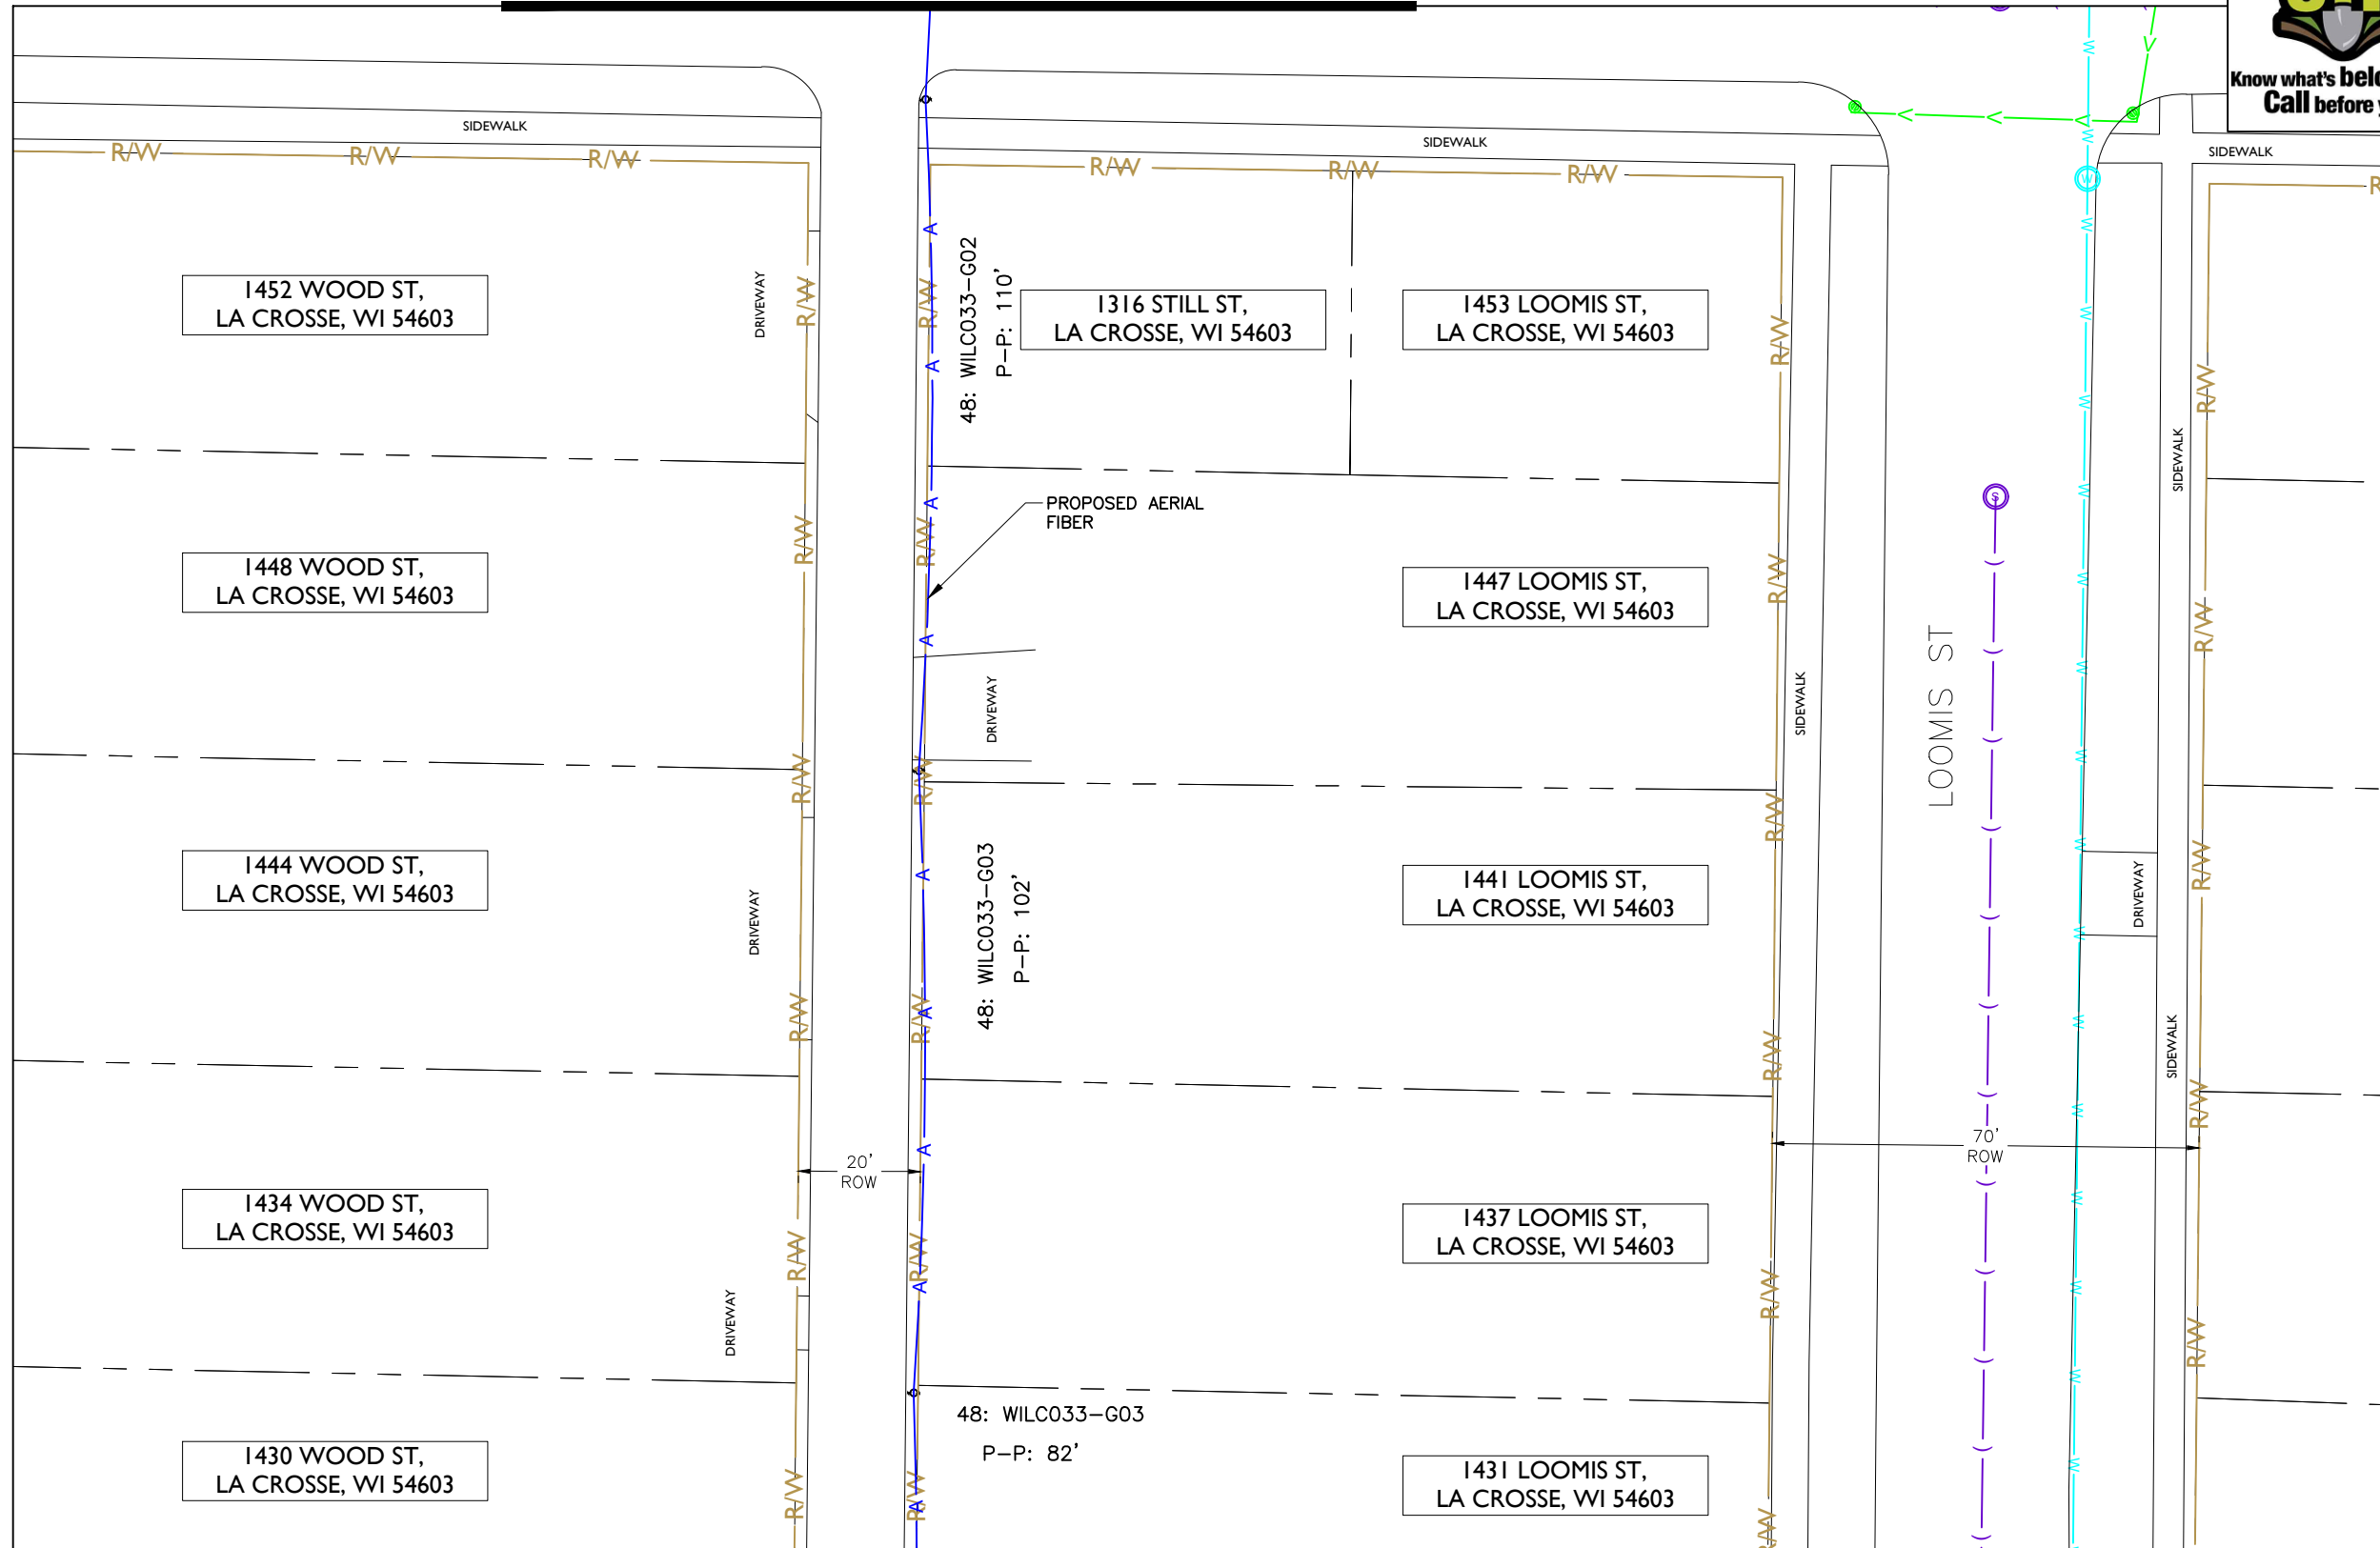 Know what's
Call before
SIDEWALK
SIDEWALK
SIDEWALK
R/W
R/W
R/W
R/W
R/W
R/W
1452 WOOD ST,
LA CROSSE, WI 54603
DRIVEWAY
R/W
R/W
A
A
48: WILC033-G02
P-P: 110'
1316 STILL ST,
LA CROSSE, WI 54603
1453 LOOMIS ST,
LA CROSSE, WI 54603
R/W
W
R/W
SIDEWALK
A
PROPOSED AERIAL
FIBER
S
R/W
R/W
1448 WOOD ST,
LA CROSSE, WI 54603
1447 LOOMIS ST,
LA CROSSE, WI 54603
R/W
R/W
A
DRIVEWAY
SIDEWALK
LOOMIS ST
R/W
R/W
R/W
1444 WOOD ST,
LA CROSSE, WI 54603
DRIVEWAY
A
48: WILC033-G03
P-P: 102'
1441 LOOMIS ST,
LA CROSSE, WI 54603
DRIVEWAY
R/W
R/W
R/W
A
R/W
SIDEWALK
R/W
20'
ROW
A
70'
ROW
1434 WOOD ST,
LA CROSSE, WI 54603
1437 LOOMIS ST,
LA CROSSE, WI 54603
R/W
R/W
A
R/W
R/W
DRIVEWAY
48: WILC033-G03
P-P: 82'
1430 WOOD ST,
LA CROSSE, WI 54603
1431 LOOMIS ST,
LA CROSSE, WI 54603
R/W
R/W
A
R/W